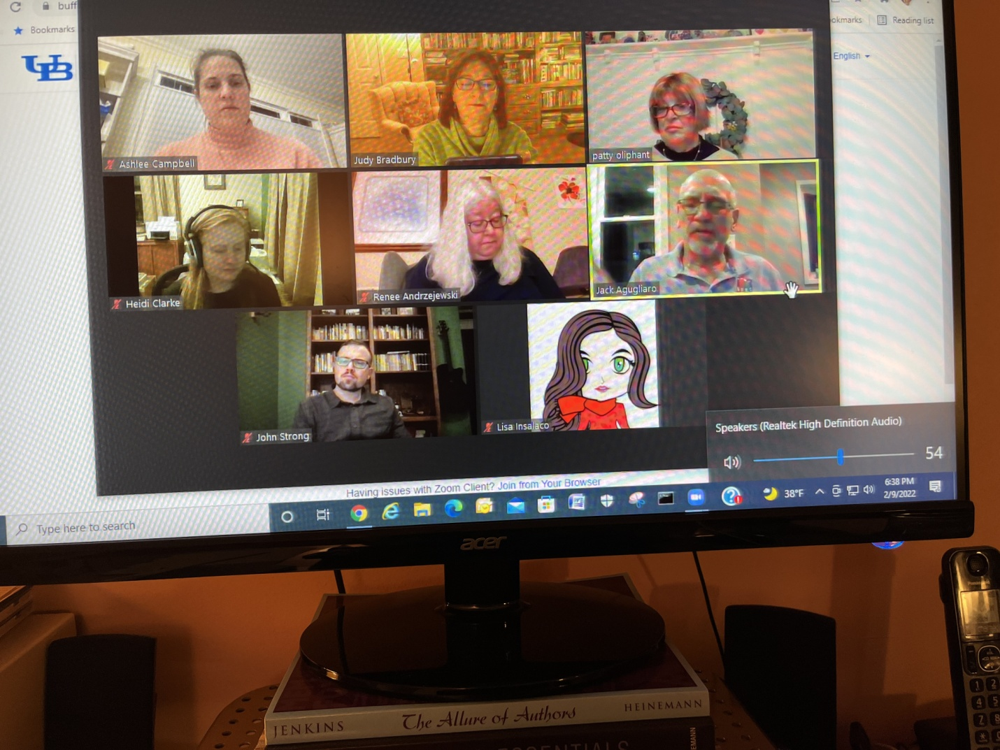 buff
Bookmarks
okmarks
Reading list
UB
English
Ashlee Campbell
Judy Bradbury
patty oliphant
Heidi Clarke
Renee Andrzejewski
Jack Agugliaro
John Strong
Lisa Insalaco
Speakers (Realtek High Definition Audio)
54
Having issues with Zoom Client? Join from Your Browser
Type here to search
38°F
6:38 PM
2/9/2022
acer
JENKINS The Allure of Authors HEINEMANN